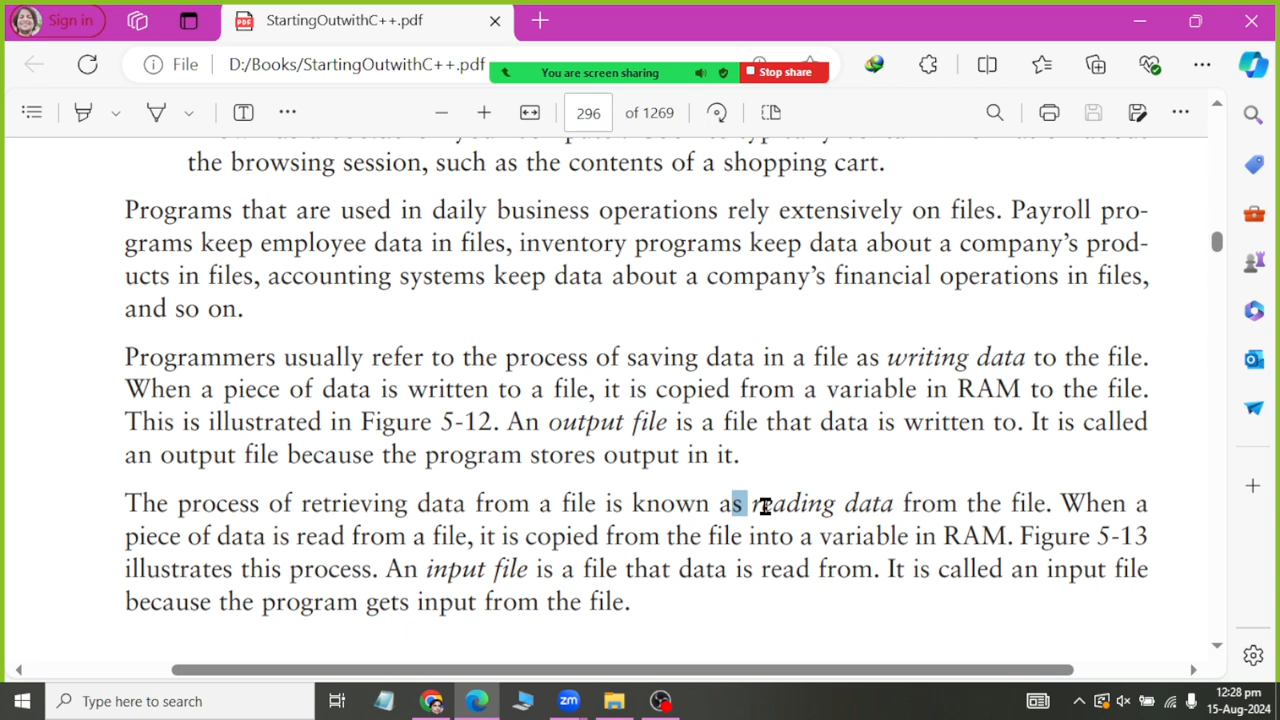 Sign in
StartingOutwithC++.pdf
File
D:/Books/StartingOutwithC++.pdf
You are screen sharing
Stop share
296 of 1269
the browsing session, such as the contents of a shopping cart.
Programs that are used in daily business operations rely extensively on files. Payroll pro-
grams keep employee data in files, inventory programs keep data about a company's prod-
ucts in files, accounting systems keep data about a company's financial operations in files,
and so on.
Programmers usually refer to the process of saving data in a file as writing data to the file.
When a piece of data is written to a file, it is copied from a variable in RAM to the file.
This is illustrated in Figure 5-12. An output file is a file that data is written to. It is called
an output file because the program stores output in it.
The process of retrieving data from a file is known as reading data from the file. When a
piece of data is read from a file, it is copied from the file into a variable in RAM. Figure 5-13
illustrates this process. An input file is a file that data is read from. It is called an input file
because the program gets input from the file.
Type here to search
zm
12:28 pm
15-Aug-2024